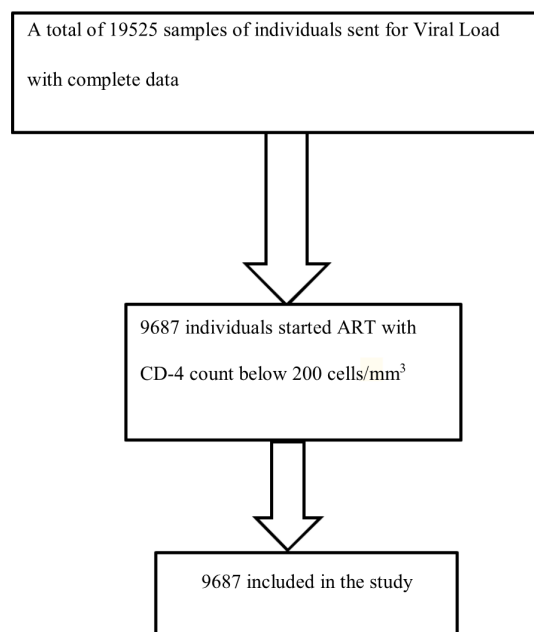 A total of 19525 samples of individuals sent for Viral Load
with complete data
9687 individuals started ART with
CD-4 count below 200 cells/mm³
9687 included in the study